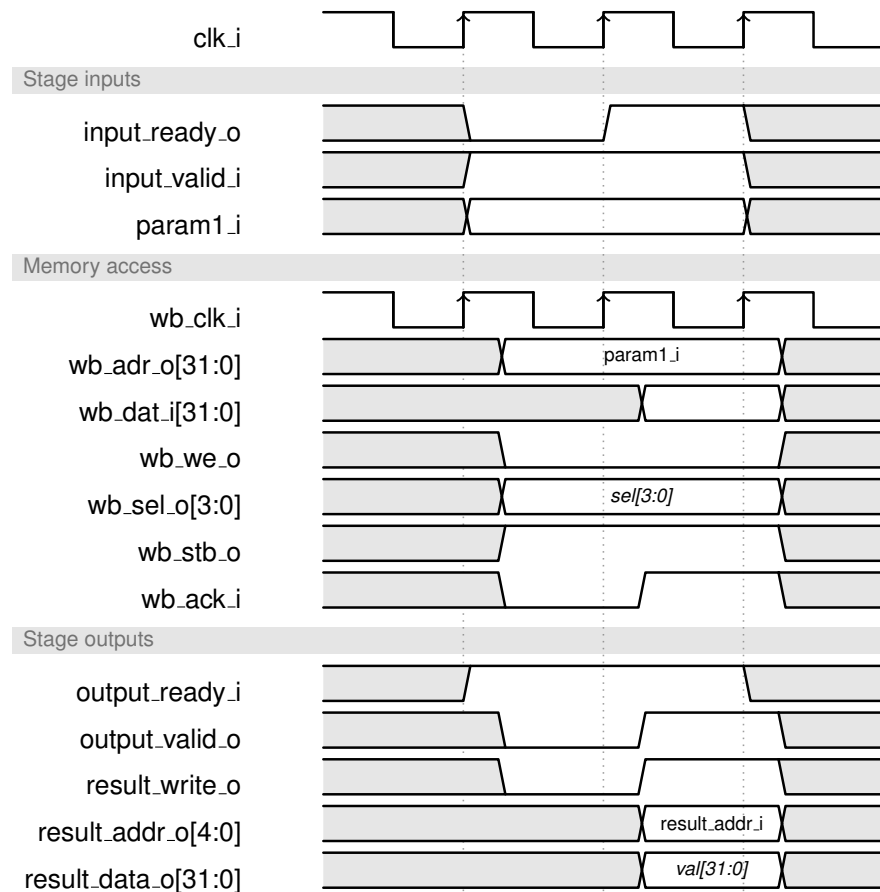 clk_i
Stage inputs
input_ready_o
input_valid_i
param1_i
Memory access
wb_clk_i
wb_adr_o[31:0] param1_i
wb_dat_i[31:0]
wb_we_o
wb_sel_o[3:0] sel[3:0]
wb_stb_o
wb_ack_i
Stage outputs
output_ready_i
output_valid_o
result_write_o
result_addr_o[4:0] result_addr_i
result_data_o[31:0] val[31:0]